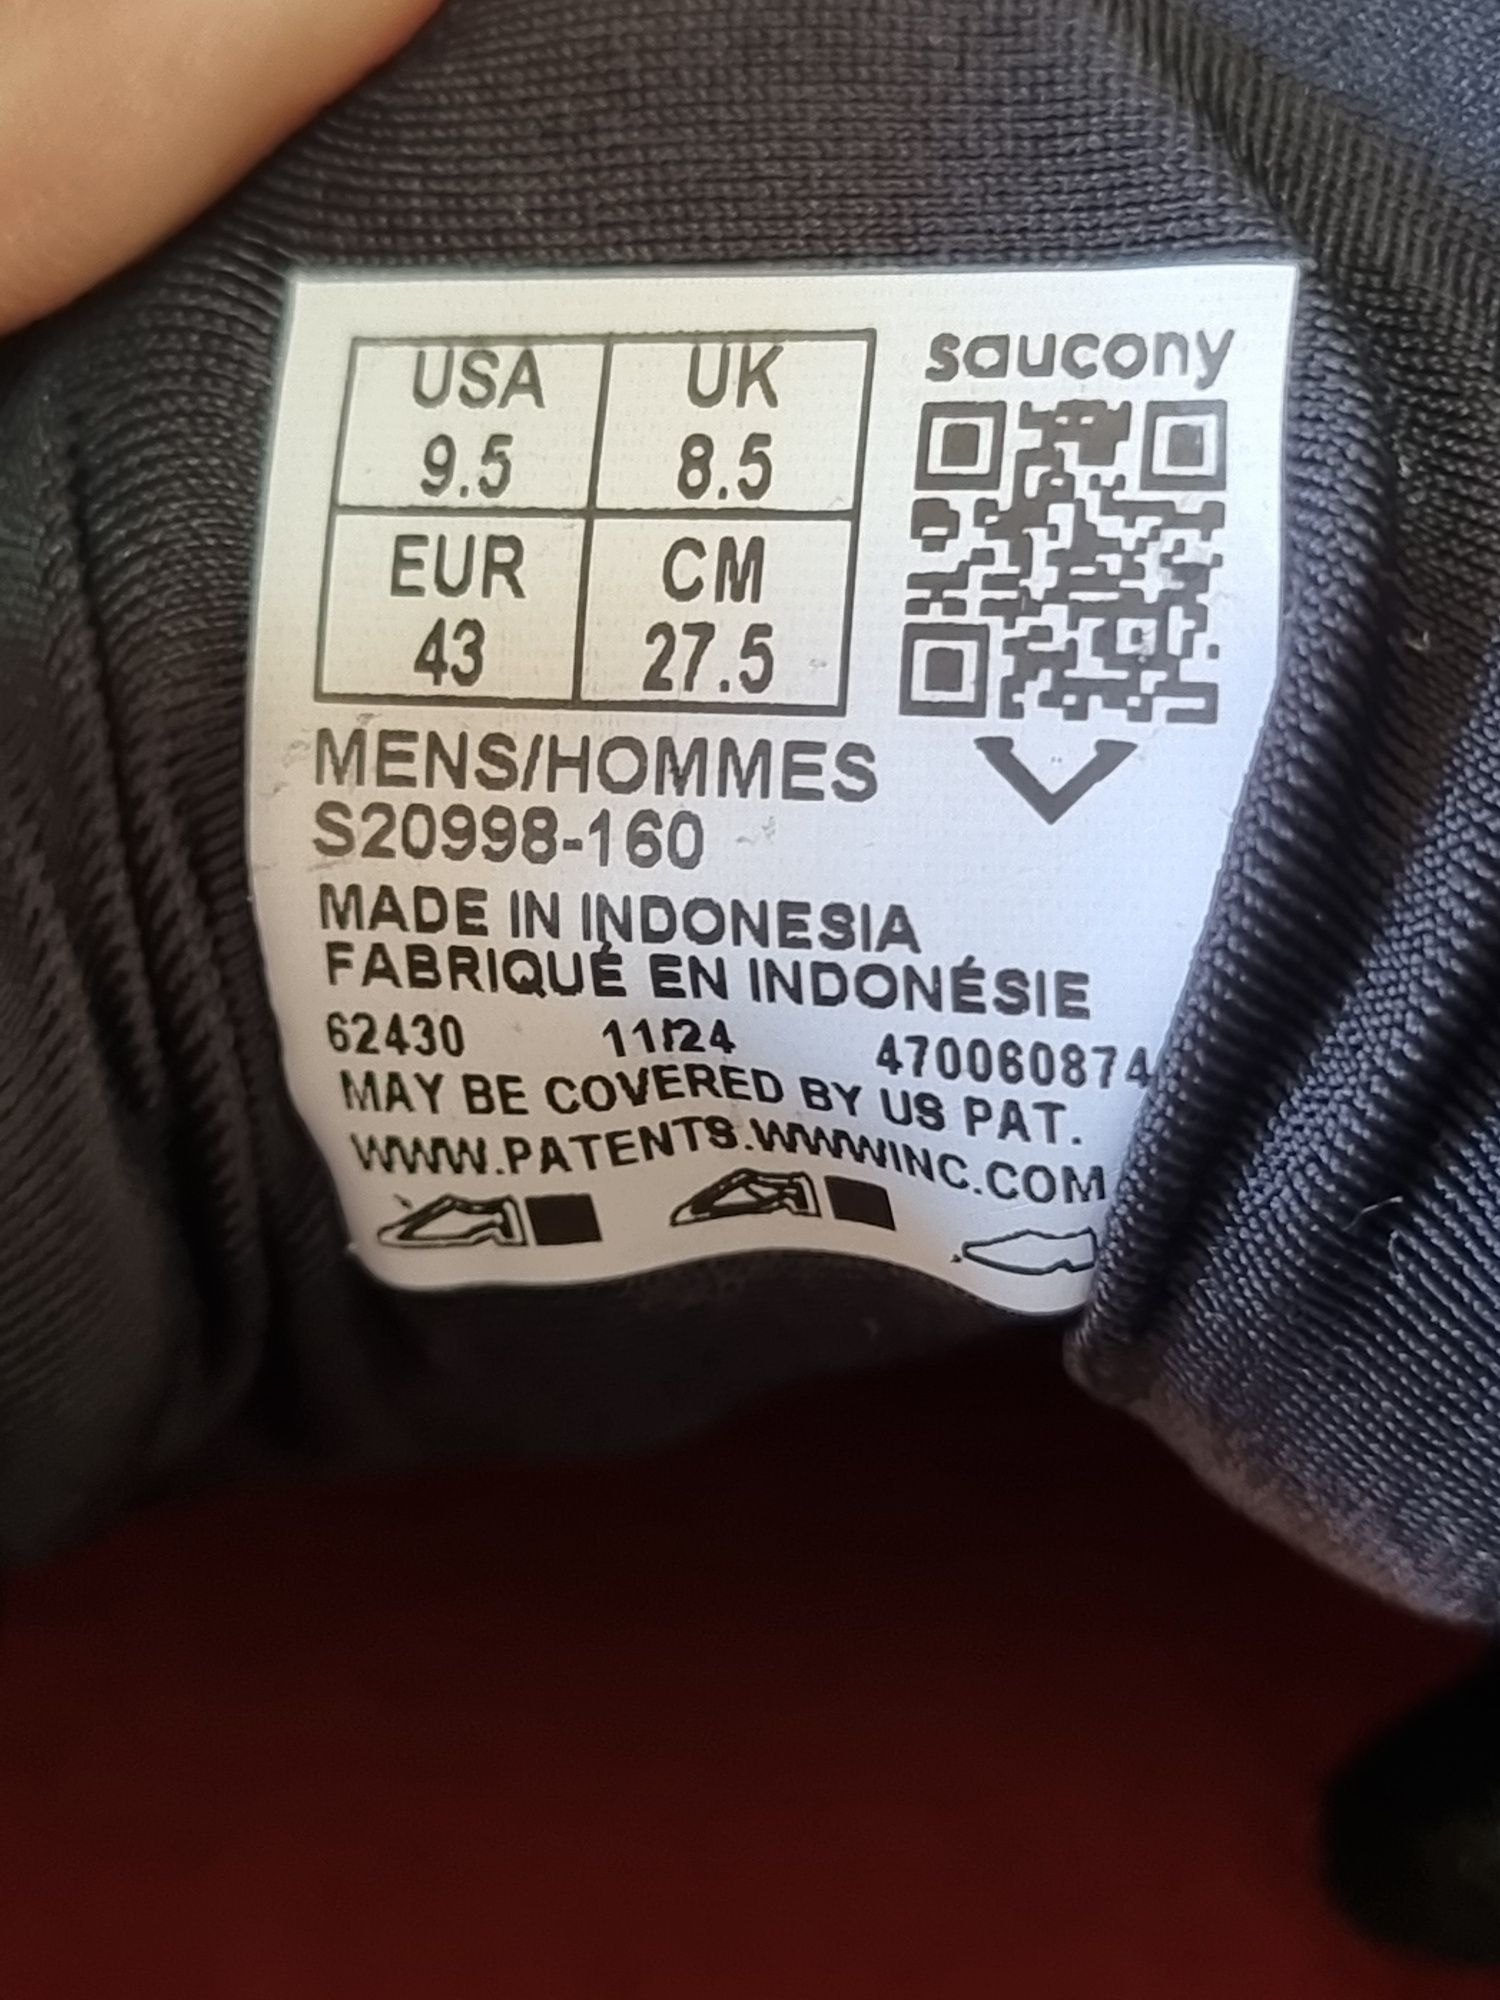 saucony
USA UK
9.5 8.5
EUR CM
43 27.5
MENS/HOMMES
S20998-160
MADE IN INDONESIA
FABRIQUÉ EN INDONÉSIE
62430 11/24 470060874
MAY BE COVERED BY US PAT.
WWW.PATENTS.WWWINC.COM